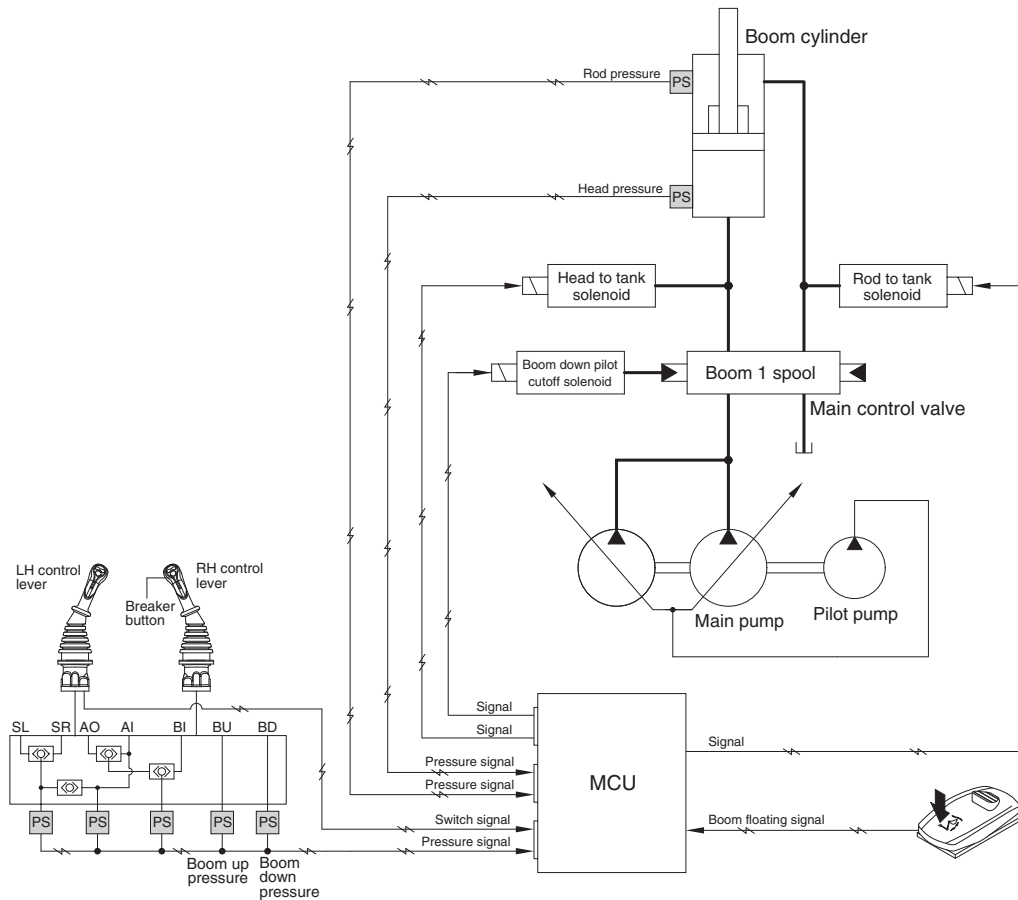 Boom cylinder
Rod pressure
PS
Head pressure
PS
Head to tank
solenoid
Rod to tank
solenoid
Boom down pilot
cutoff solenoid
Boom 1 spool
Main control valve
LH control
lever
RH control
lever
Breaker
button
Main pump
Pilot pump
SL SR AO AI BI BU BD
PS PS PS PS PS
Boom up
pressure
Boom
down
pressure
Signal
Signal
Pressure signal
Pressure signal
Switch signal
Pressure signal
MCU
Signal
Boom floating signal